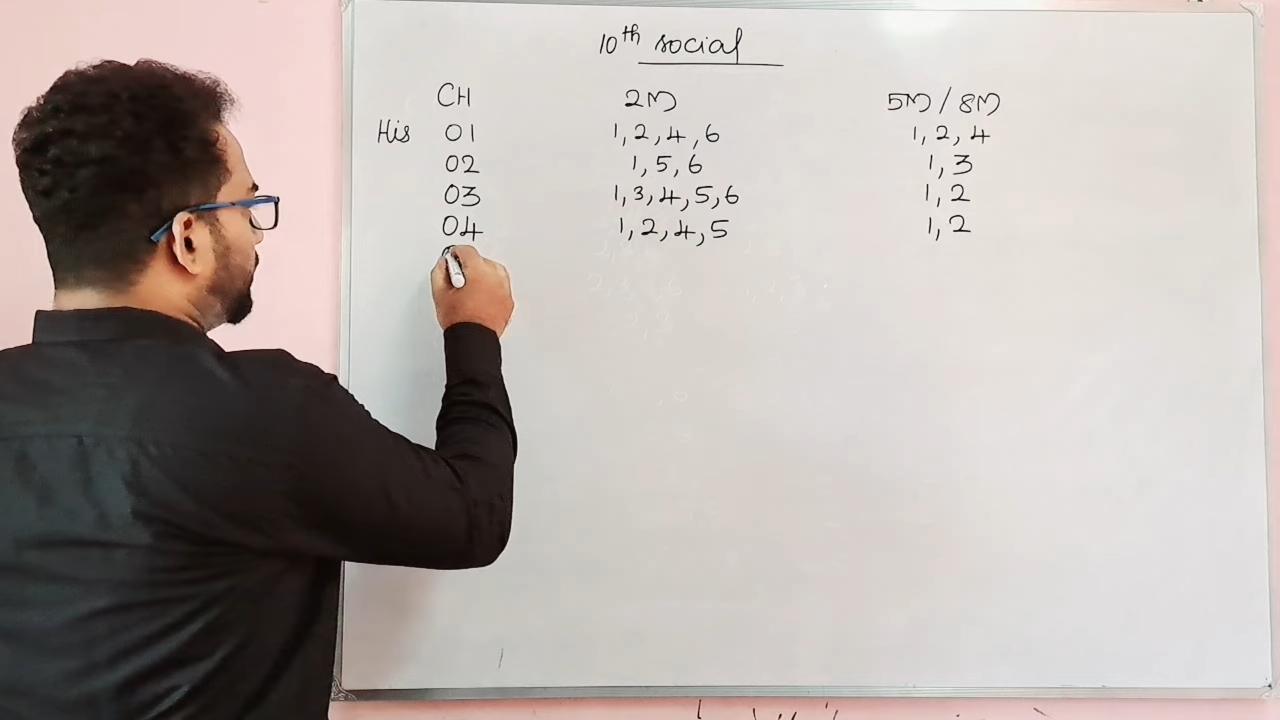 10th social
CH 2M 5M / 8M
His 01 1, 2, 4, 6 1, 2, 4
02 1, 5, 6 1, 3
03 1, 3, 4, 5, 6 1, 2
04 1, 2, 4, 5 1, 2